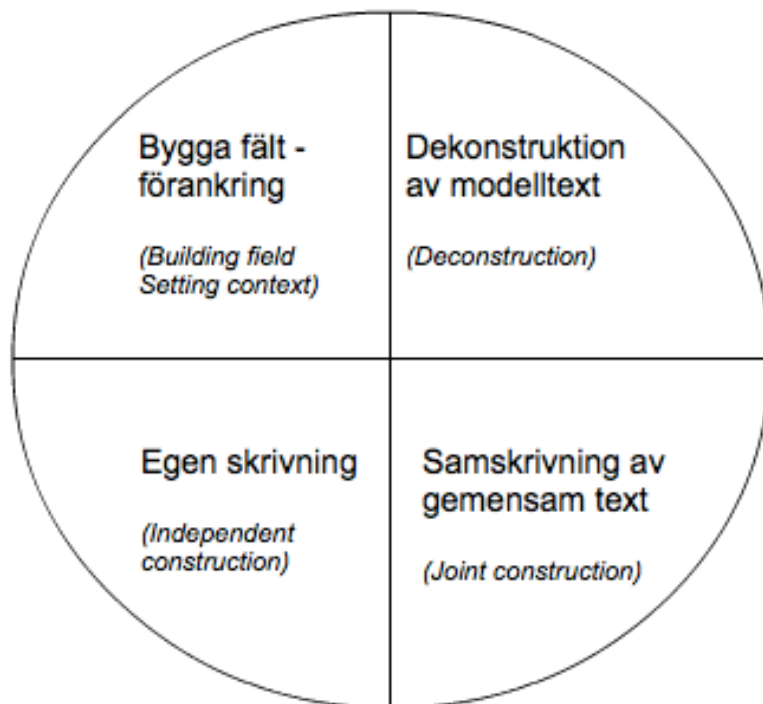 Bygga fält -
förankring
(Building field
Setting context)
Dekonstruktion
av modelltext
(Deconstruction)
Egen skrivning
(Independent
construction)
Samskrivning av
gemensam text
(Joint construction)